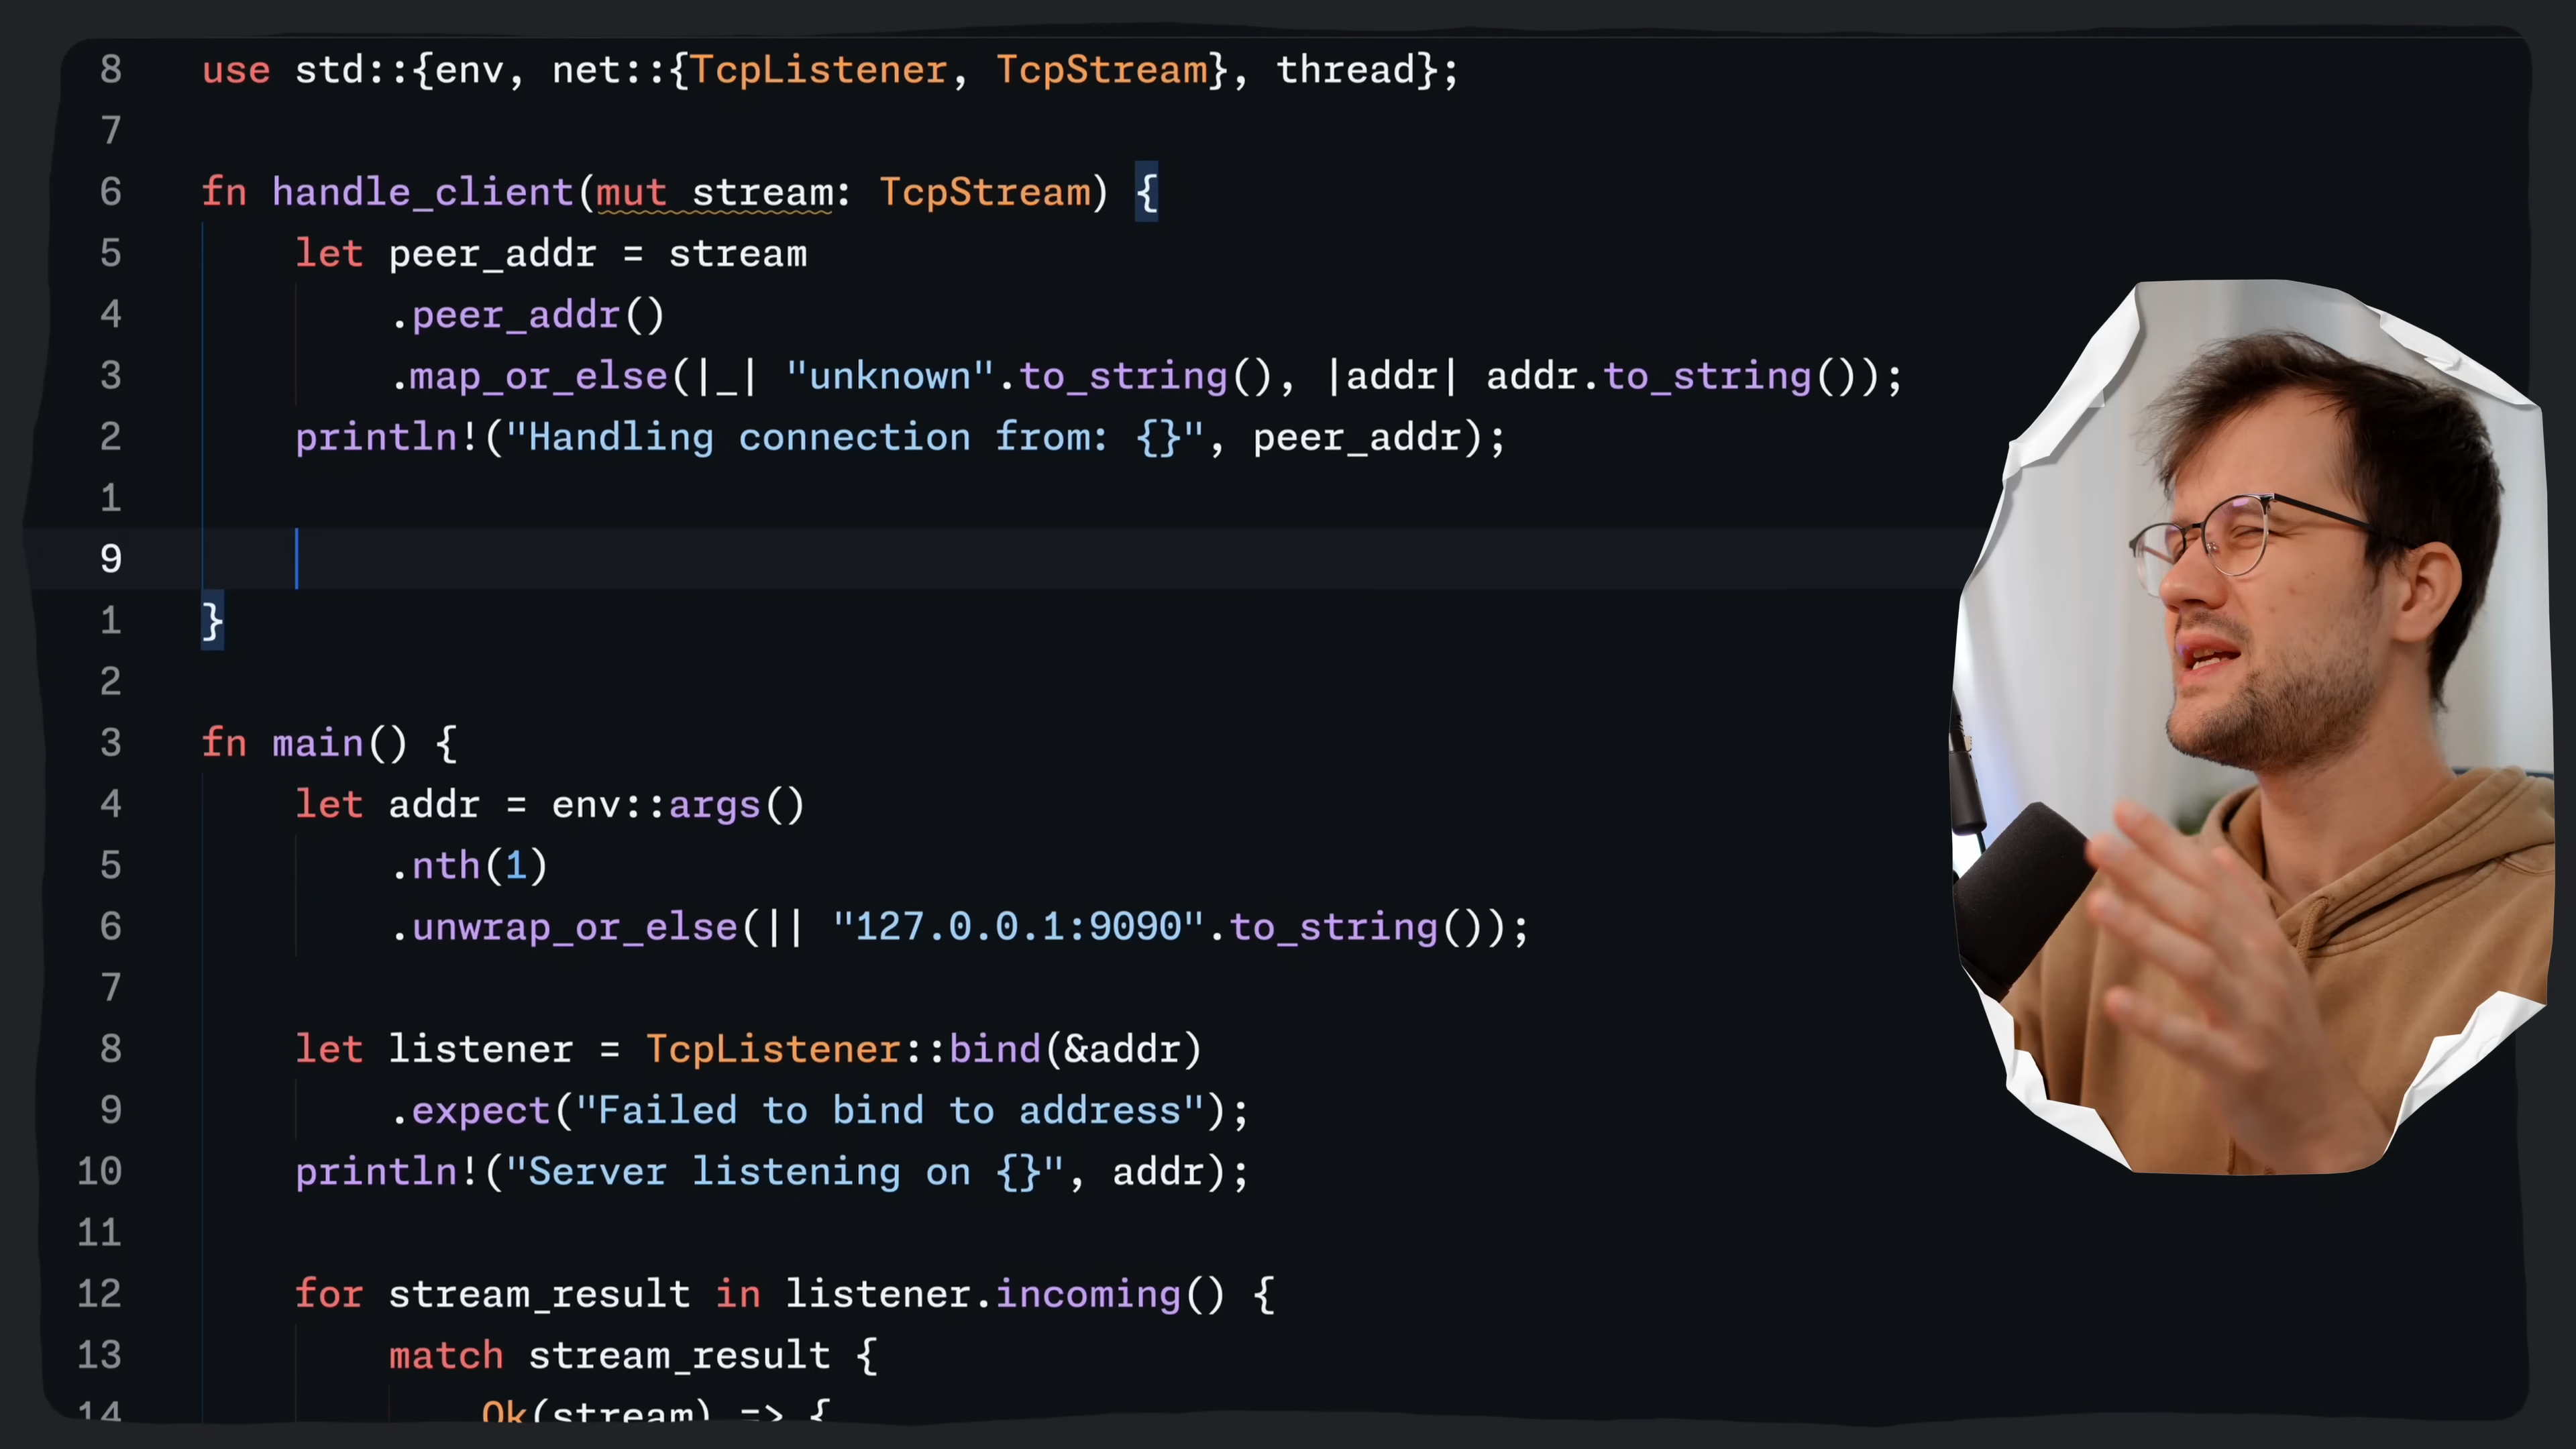 8 use std::{env, net::{TcpListener, TcpStream}, thread};
7
6 fn handle_client(mut stream: TcpStream) {
5 let peer_addr = stream
4 .peer_addr()
3 .map_or_else(|_| "unknown".to_string(), |addr| addr.to_string());
2 println!("Handling connection from: {}", peer_addr);
1
9
1 }
2
3 fn main() {
4 let addr = env::args()
5 .nth(1)
6 .unwrap_or_else(|| "127.0.0.1:9090".to_string());
7
8 let listener = TcpListener::bind(&addr)
9 .expect("Failed to bind to address");
10 println!("Server listening on {}", addr);
11
12 for stream_result in listener.incoming() {
13 match stream_result {
14 Ok(stream) => {